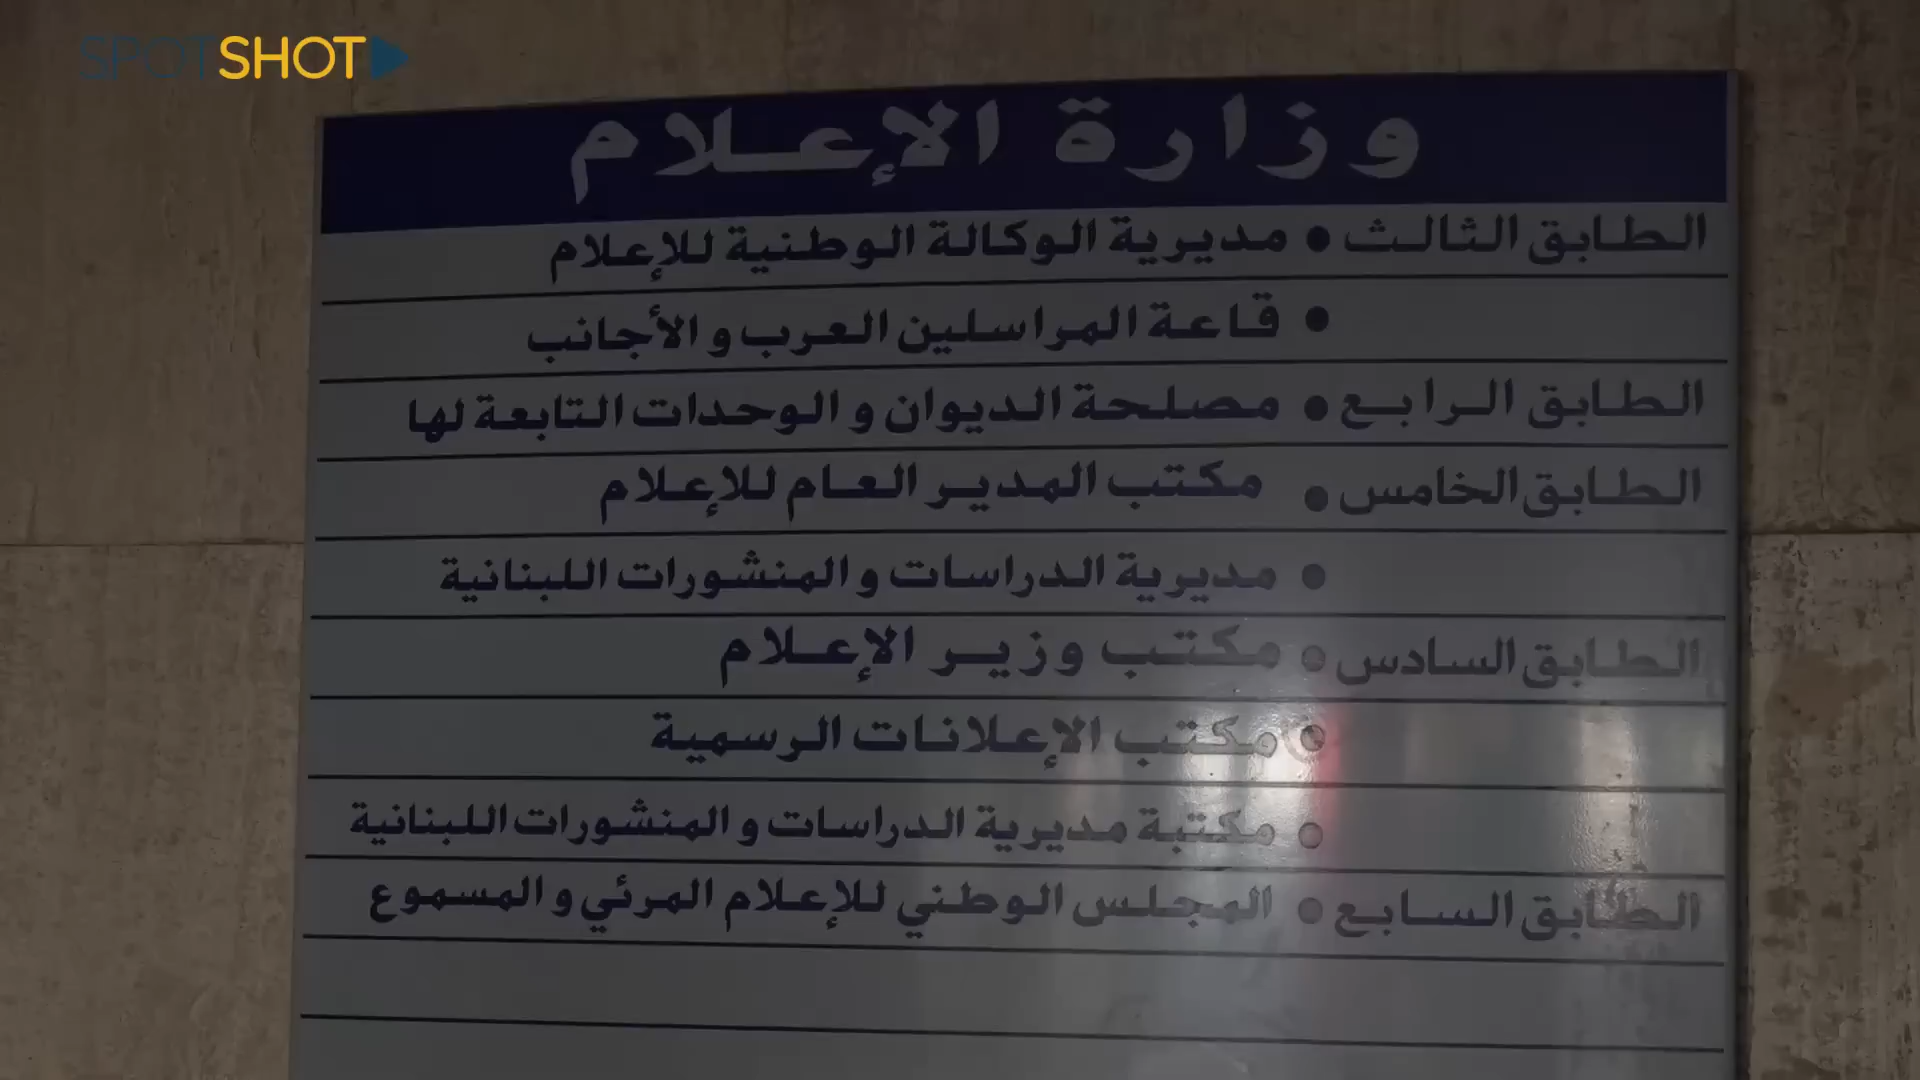 SPOTSHOT
وزارة الإعلام
الطابق الثالث • مديرية الوكالة الوطنية للإعلام
• قاعة المراسلين العرب و الأجانب
الطابق الرابع • مصلحة الديوان و الوحدات التابعة لها
الطابق الخامس • مكتب المدير العام للإعلام
• مديرية الدراسات و المنشورات اللبنانية
الطابق السادس • مكتب وزير الإعلام
• مكتب الإعلانات الرسمية
• مكتبة مديرية الدراسات و المنشورات اللبنانية
الطابق السابع • المجلس الوطني للإعلام المرئي و المسموع